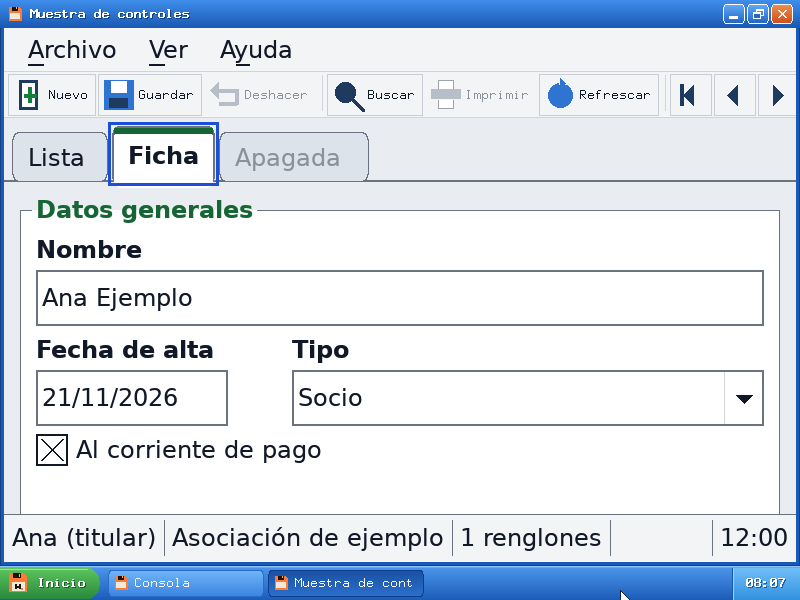 Muestra de controles
Archivo Ver Ayuda
Nuevo Guardar Deshacer Buscar Imprimir Refrescar
Lista Ficha Apagada
Datos generales
Nombre
Ana Ejemplo
Fecha de alta Tipo
21/11/2026 Socio
Al corriente de pago
Ana (titular) Asociación de ejemplo 1 renglones 12:00
Inicio Consola Muestra de cont 08:07